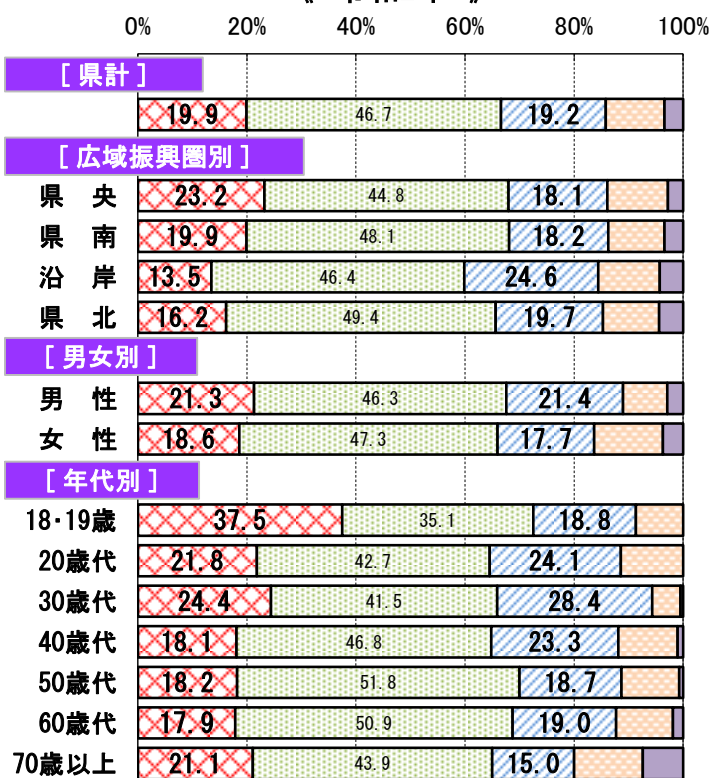 0% 20% 40% 60% 80% 100%
[ 県計 ]
19.9 46.7 19.2
[ 広域振興圏別 ]
県 央 23.2 44.8 18.1
県 南 19.9 48.1 18.2
沿 岸 13.5 46.4 24.6
県 北 16.2 49.4 19.7
[ 男女別 ]
男 性 21.3 46.3 21.4
女 性 18.6 47.3 17.7
[ 年代別 ]
18・19歳 37.5 35.1 18.8
20歳代 21.8 42.7 24.1
30歳代 24.4 41.5 28.4
40歳代 18.1 46.8 23.3
50歳代 18.2 51.8 18.7
60歳代 17.9 50.9 19.0
70歳以上 21.1 43.9 15.0